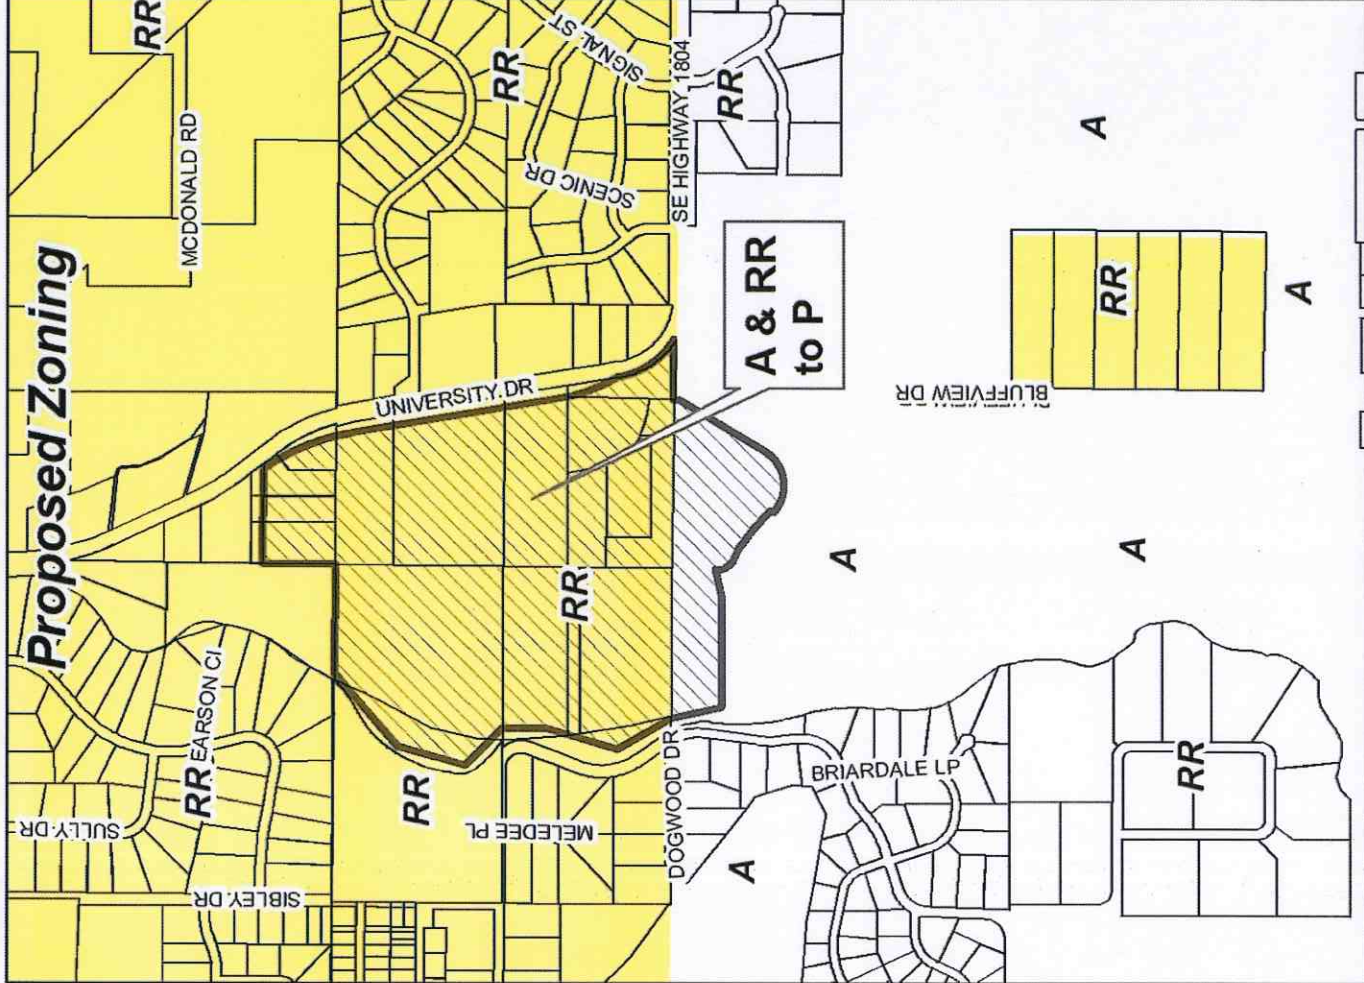 Proposed Zoning
RR
MCDONALD RD
RR
SIGNAL ST
SCENIC DR
SE HIGHWAY 1804
RR
A
UNIVERSITY DR
A & RR
to P
RR
A
BLUFFVIEW DR
RR
A
A
EARSON CI
RR
SULLY DR
SIBLEY DR
RR
MELEDEE PL
DOGWOOD DR
A
BRIARDALE LP
RR